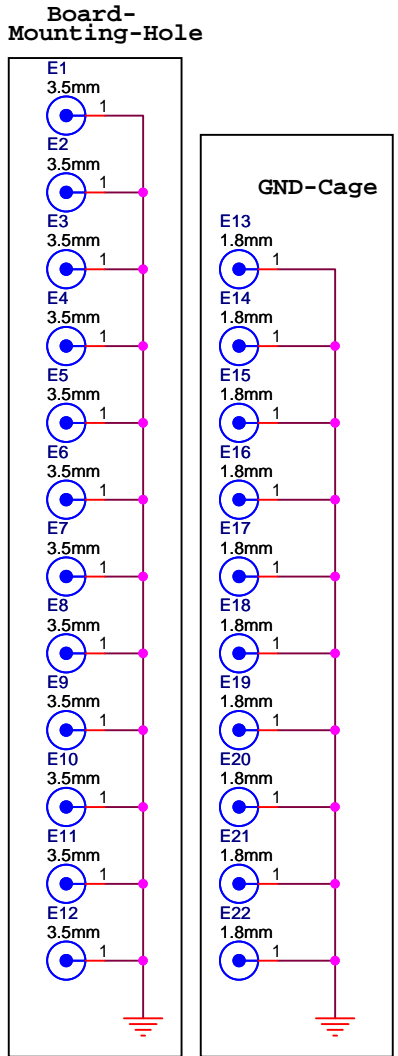 Board-
Mounting-Hole
E1
3.5mm
1
E2
3.5mm
1
E3
3.5mm
1
E4
3.5mm
1
E5
3.5mm
1
E6
3.5mm
1
E7
3.5mm
1
E8
3.5mm
1
E9
3.5mm
1
E10
3.5mm
1
E11
3.5mm
1
E12
3.5mm
1
GND-Cage
E13
1.8mm
1
E14
1.8mm
1
E15
1.8mm
1
E16
1.8mm
1
E17
1.8mm
1
E18
1.8mm
1
E19
1.8mm
1
E20
1.8mm
1
E21
1.8mm
1
E22
1.8mm
1